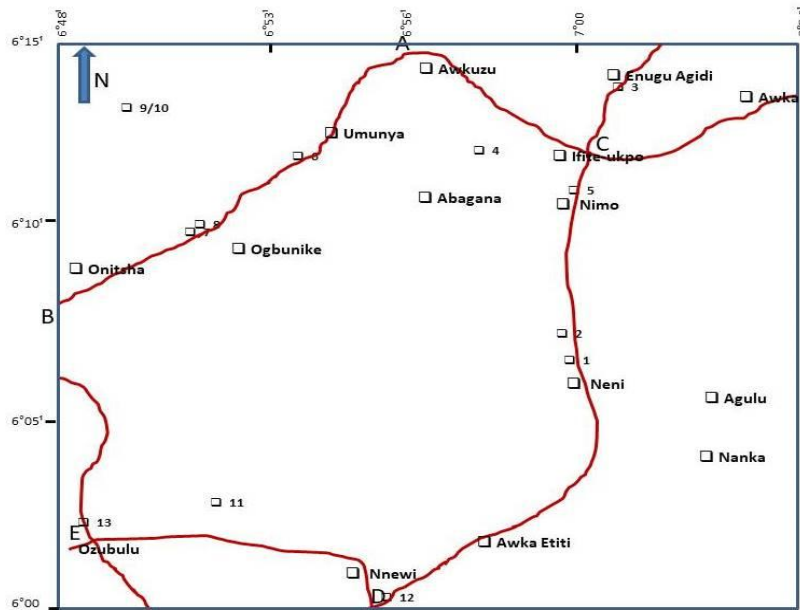 6°48' 6°53' 6°56' 7°00
6°15'
A
N
Awkuzu
Enugu Agidi
3
Awka
9/10
Umunya
C
4
Ifite ukpo
Abagana
5
Nimo
6°10'
8
7
Ogbunike
Onitsha
B
2
1
Neni
Agulu
6°05'
Nanka
11
13
E
Ozubulu
Awka Etiti
Nnewi
D
12
6°00